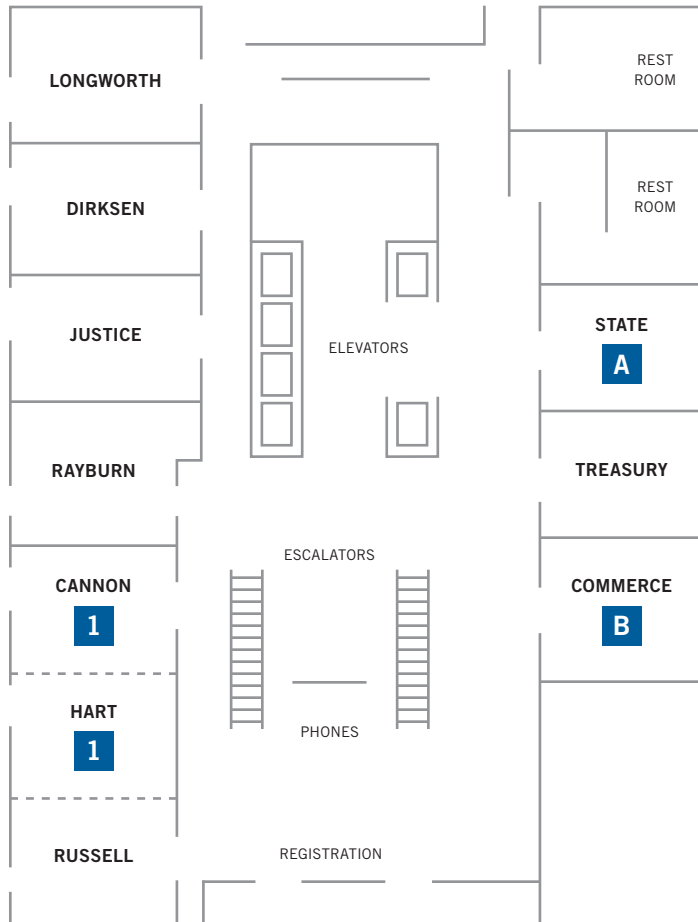 LONGWORTH
DIRKSEN
JUSTICE
RAYBURN
CANNON
1
HART
1
RUSSELL
ELEVATORS
ESCALATORS
PHONES
REGISTRATION
REST
ROOM
REST
ROOM
STATE
A
TREASURY
COMMERCE
B